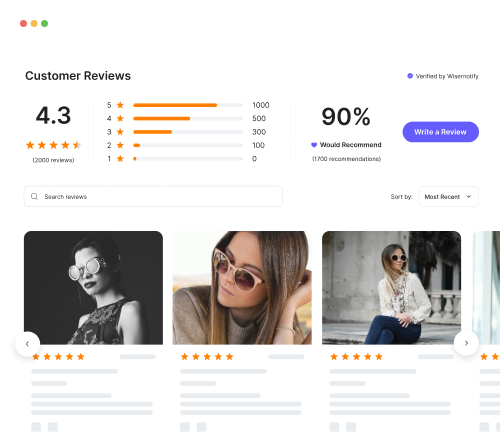 Customer Reviews
Verified by Wisernotify
4.3
(2000 reviews)
5 1000
4 500
3 300
2 100
1 0
90%
Would Recommend
(1700 recommendations)
Write a Review
Search reviews
Sort by: Most Recent